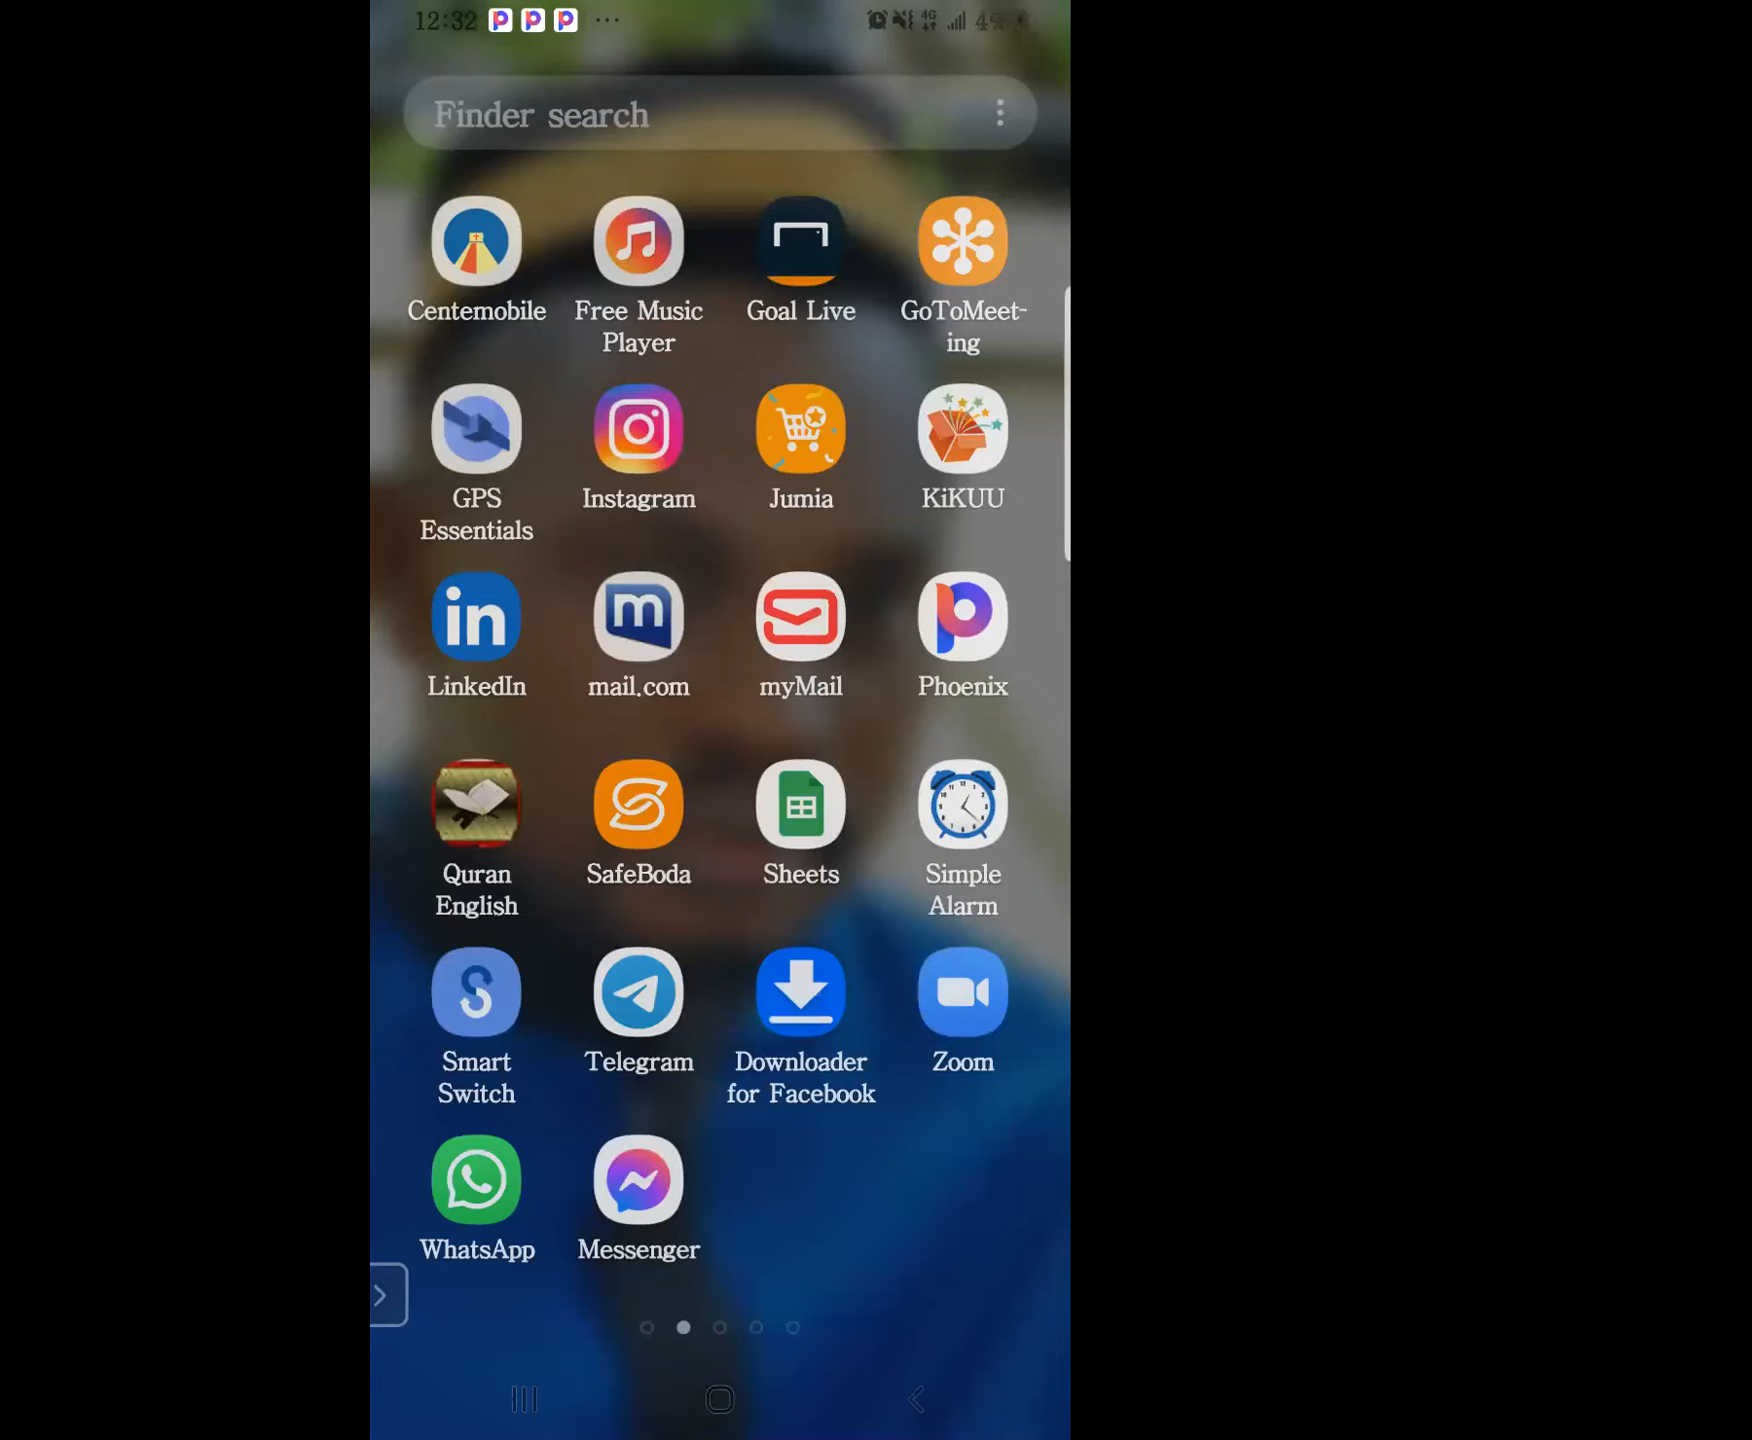 12:32
Finder search
Centemobile
Free Music
Player
Goal Live
GoToMeet-
ing
GPS
Essentials
Instagram
Jumia
KiKUU
LinkedIn
mail.com
myMail
Phoenix
Quran
English
SafeBoda
Sheets
Simple
Alarm
Smart
Switch
Telegram
Downloader
for Facebook
Zoom
WhatsApp
Messenger